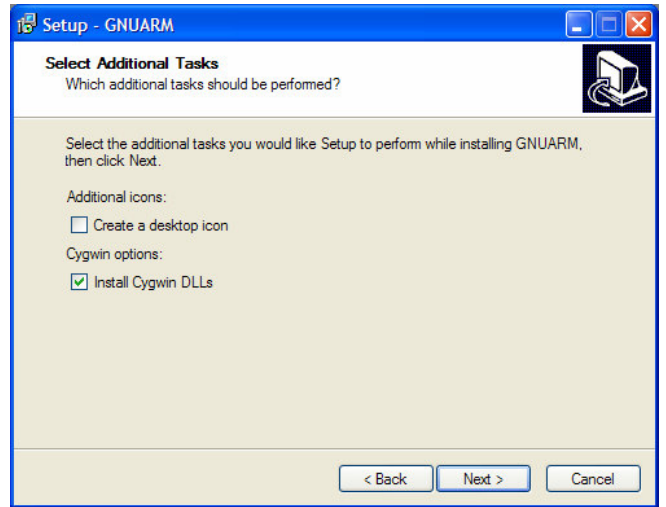 Setup - GNUARM
Select Additional Tasks
Which additional tasks should be performed?
Select the additional tasks you would like Setup to perform while installing GNUARM,
then click Next.
Additional icons:
Create a desktop icon
Cygwin options:
Install Cygwin DLLs
< Back Next > Cancel